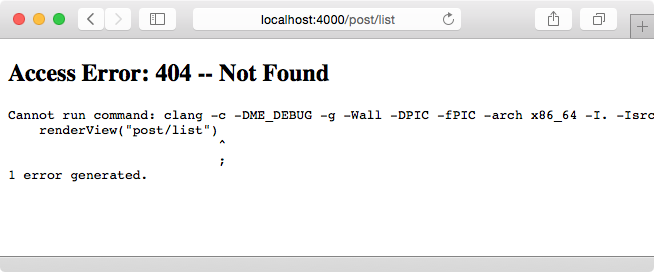 localhost:4000/post/list
Access Error: 404 -- Not Found
Cannot run command: clang -c -DME_DEBUG -g -Wall -DPIC -fPIC -arch x86_64 -I. -Isrc
renderView("post/list")
^
;
1 error generated.